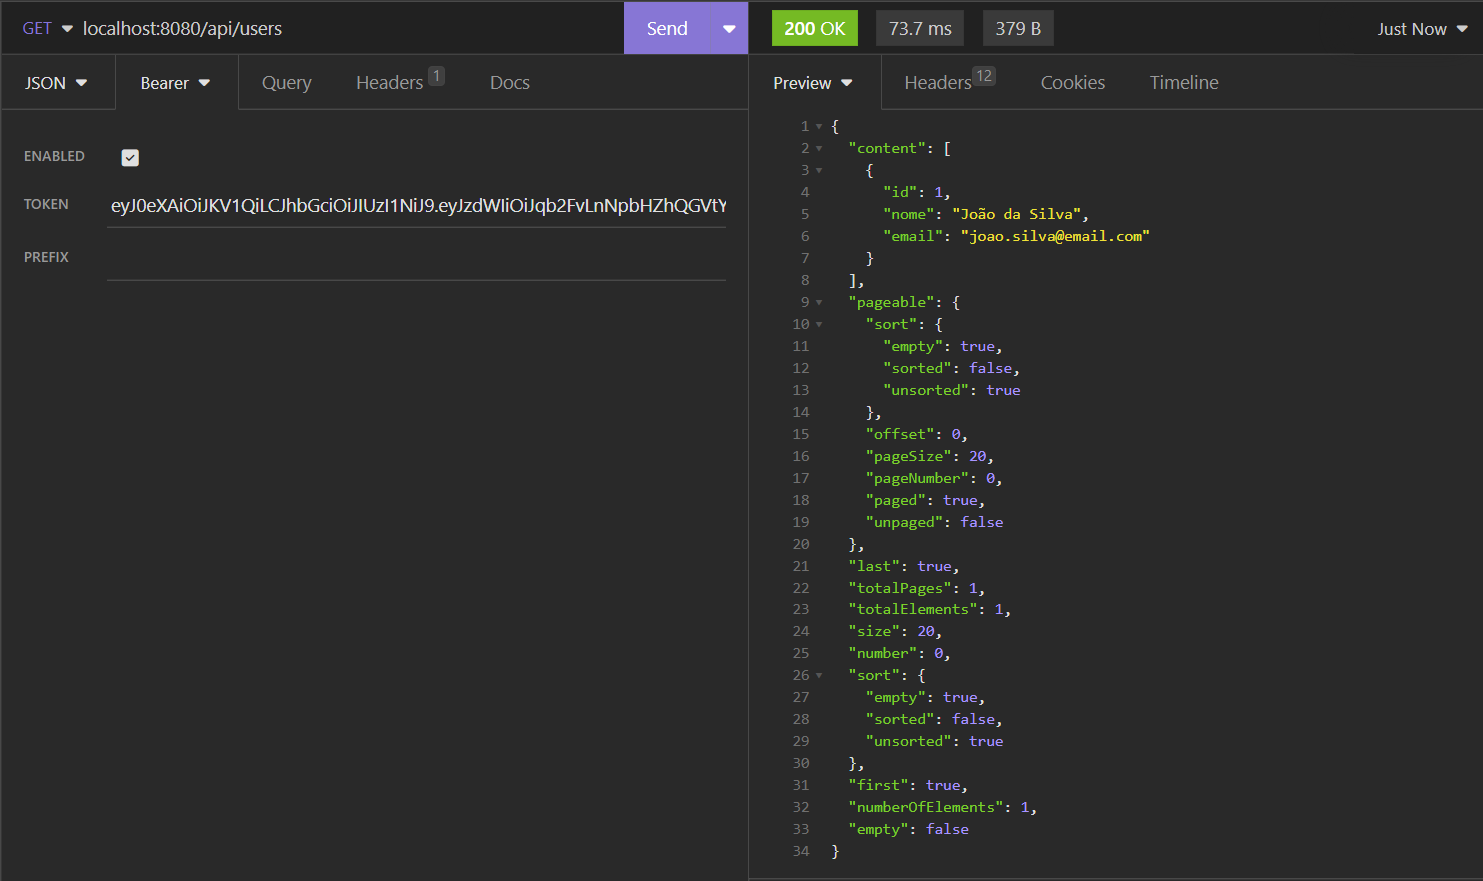 GET localhost:8080/api/users Send
JSON Bearer Query Headers 1 Docs
ENABLED
TOKEN eyJ0eXAiOiJKV1QiLCJhbGciOiJIUzI1NiJ9.eyJzdWIiOiJqb2FvLnNpbHZhQGVtY
PREFIX
200 OK 73.7 ms 379 B Just Now
Preview Headers 12 Cookies Timeline
1 {
2 "content": [
3 {
4 "id": 1,
5 "nome": "João da Silva",
6 "email": "joao.silva@email.com"
7 }
8 ],
9 "pageable": {
10 "sort": {
11 "empty": true,
12 "sorted": false,
13 "unsorted": true
14 },
15 "offset": 0,
16 "pageSize": 20,
17 "pageNumber": 0,
18 "paged": true,
19 "unpaged": false
20 },
21 "last": true,
22 "totalPages": 1,
23 "totalElements": 1,
24 "size": 20,
25 "number": 0,
26 "sort": {
27 "empty": true,
28 "sorted": false,
29 "unsorted": true
30 },
31 "first": true,
32 "numberOfElements": 1,
33 "empty": false
34 }